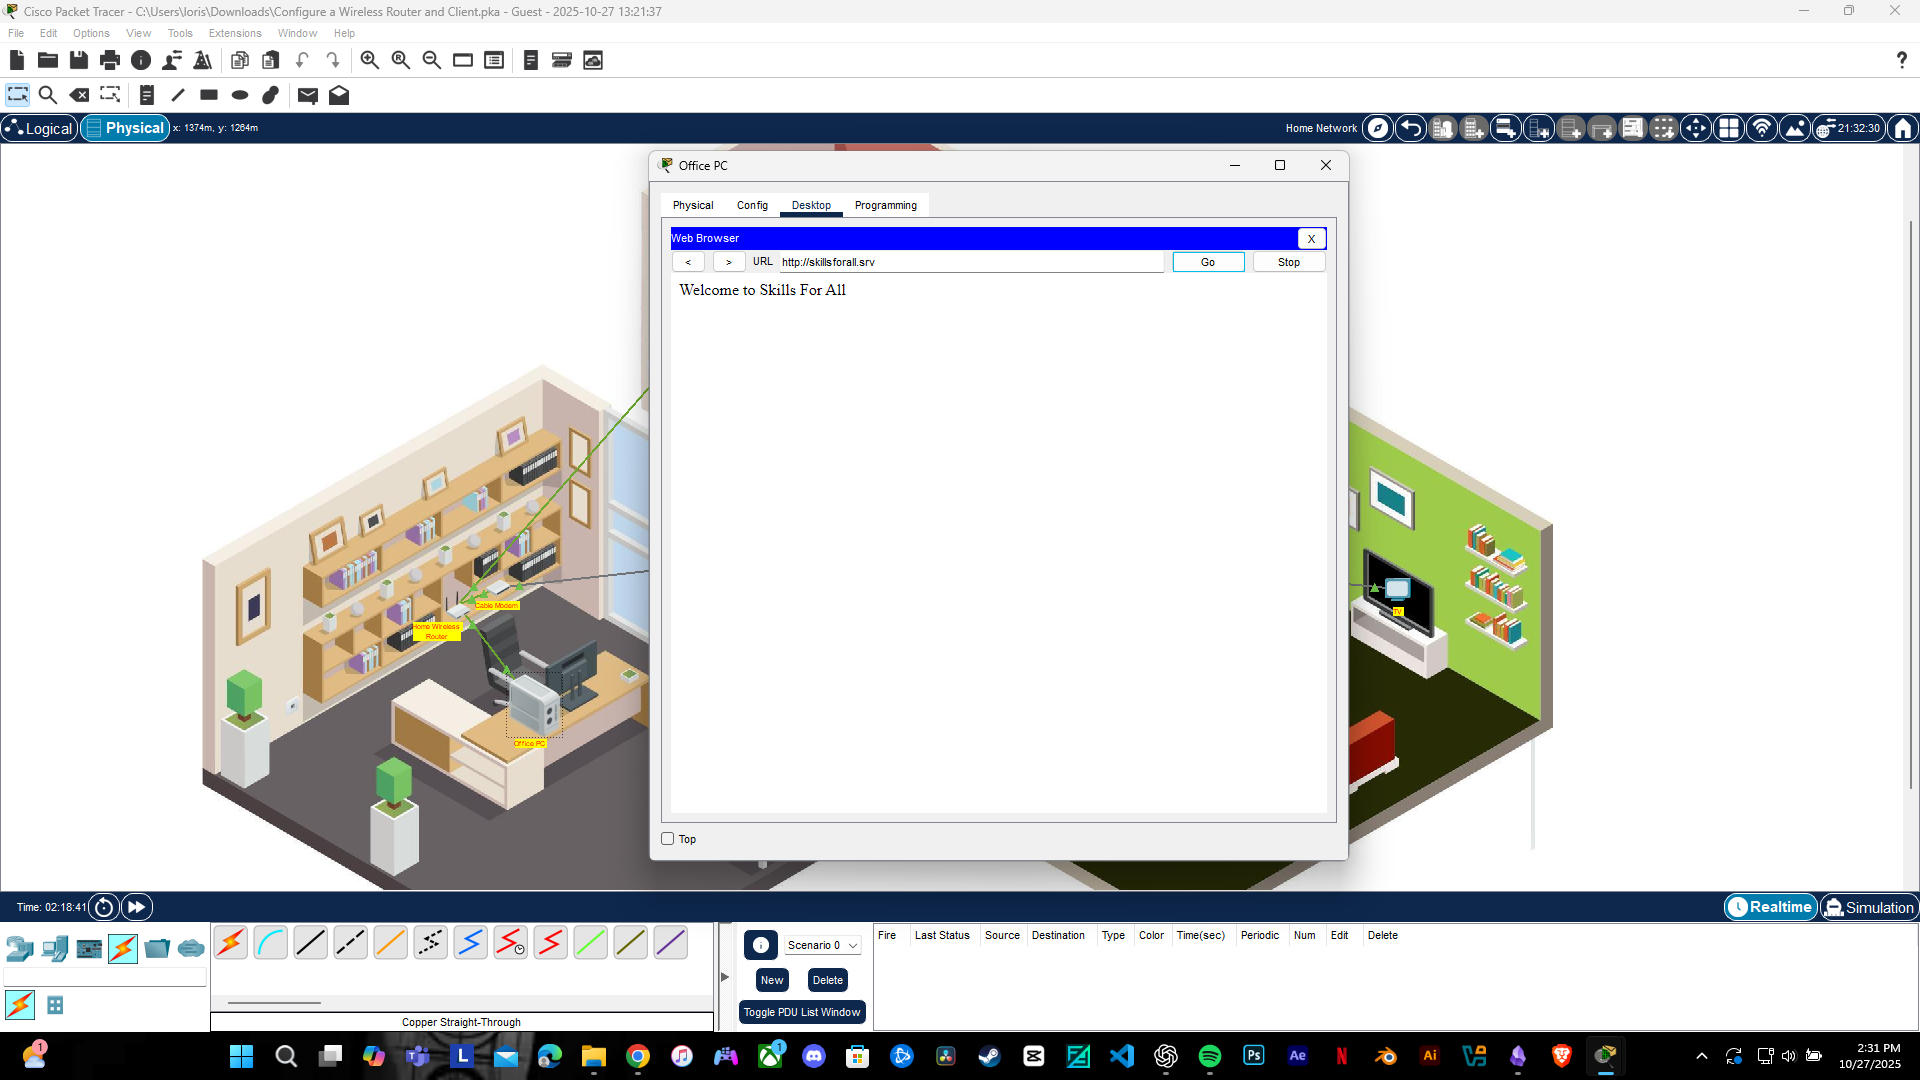 Cisco Packet Tracer - C:\Users\loris\Downloads\Configure a Wireless Router and Client.pka - Guest - 2025-10-27 13:21:37
File Edit Options View Tools Extensions Window Help
?
Logical Physical x: 1374m, y: 1264m Home Network 21:32:30
Office PC
Physical Config Desktop Programming
Web Browser X
< > URL http://skillsforall.srv Go Stop
Welcome to Skills For All
Cable Modem
Home Wireless
Router
TV
Office PC
Top
Time: 02:18:41 Realtime Simulation
Scenario 0
Fire Last Status Source Destination Type Color Time(sec) Periodic Num Edit Delete
New Delete
Toggle PDU List Window
Copper Straight-Through
2:31 PM
10/27/2025